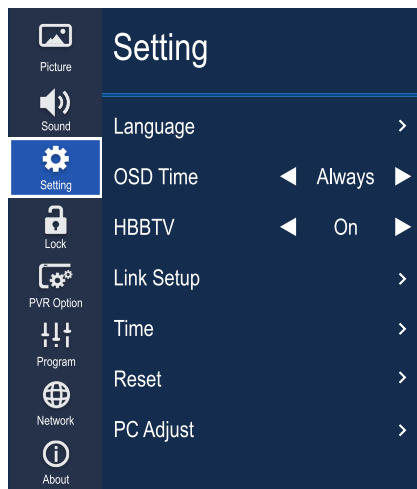 Picture
Sound
Setting
Lock
PVR Option
Program
Network
About
Setting
Language
OSD Time Always
HBBTV On
Link Setup
Time
Reset
PC Adjust